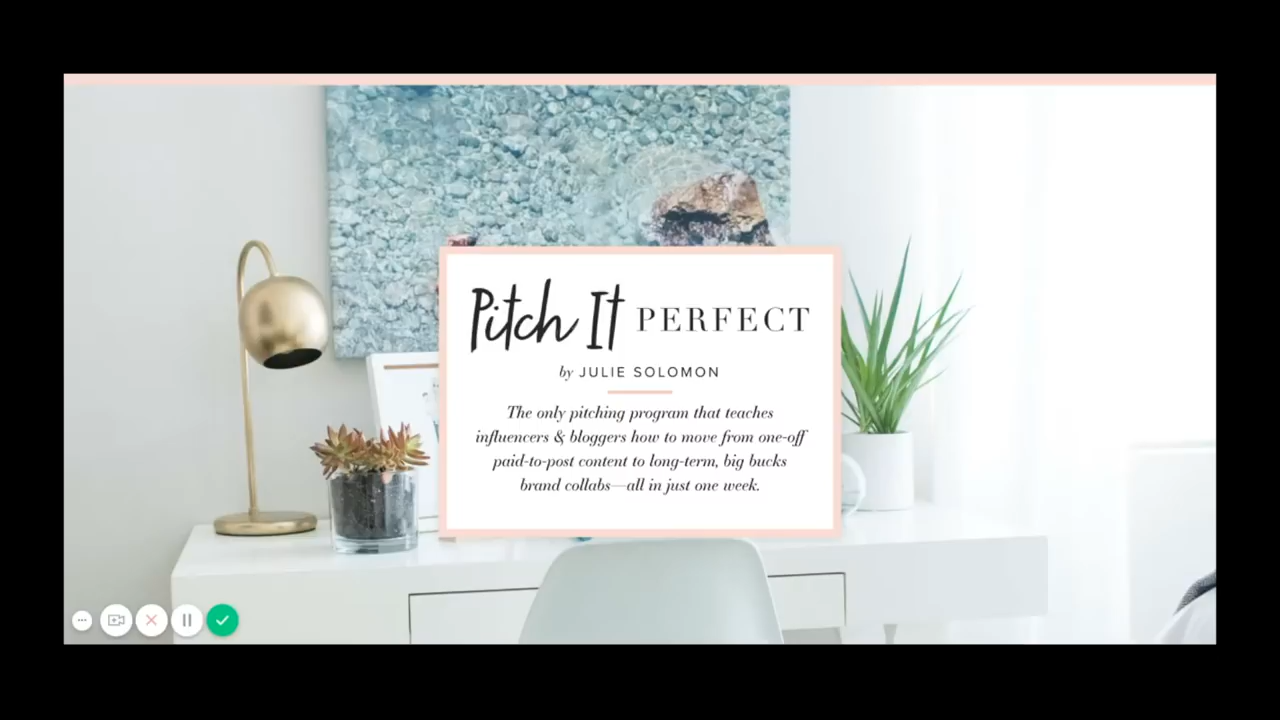 Pitch It PERFECT
by JULIE SOLOMON
The only pitching program that teaches
influencers & bloggers how to move from one-off
paid-to-post content to long-term, big bucks
brand collabs—all in just one week.